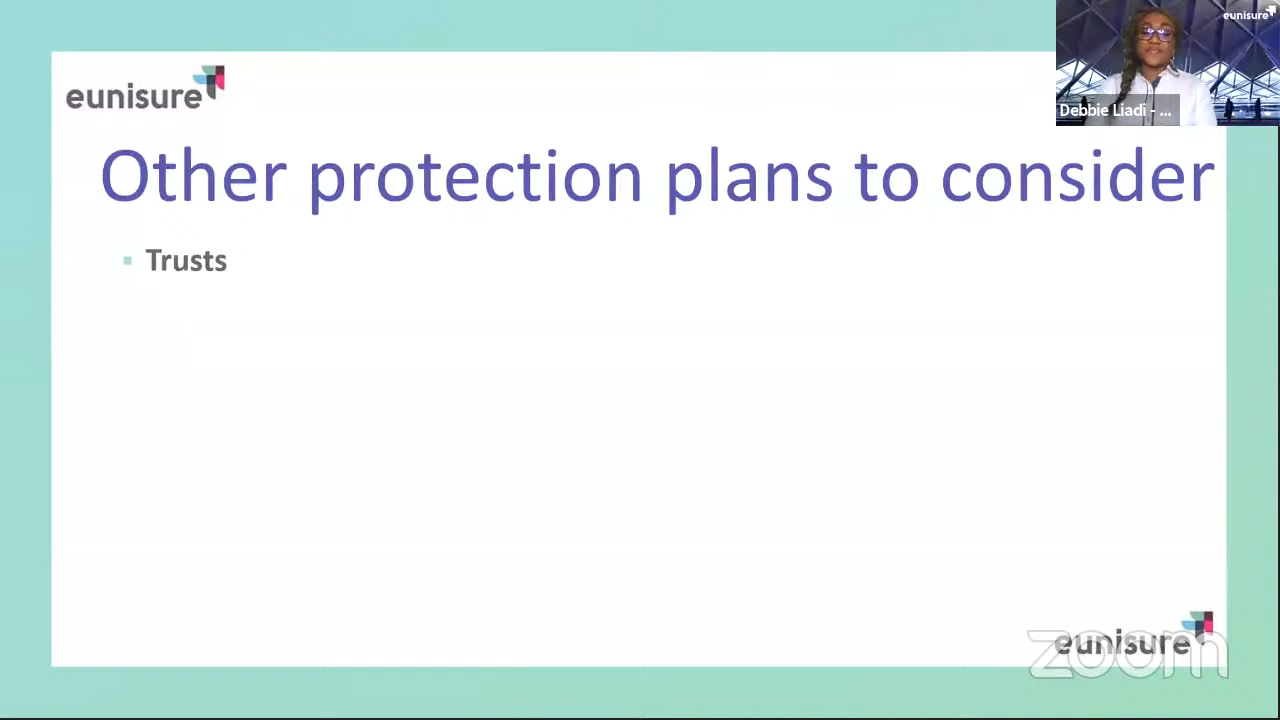 eunisure
eunisure
Debbie Liadi - ...
Other protection plans to consider
Trusts
eunisure
zoom